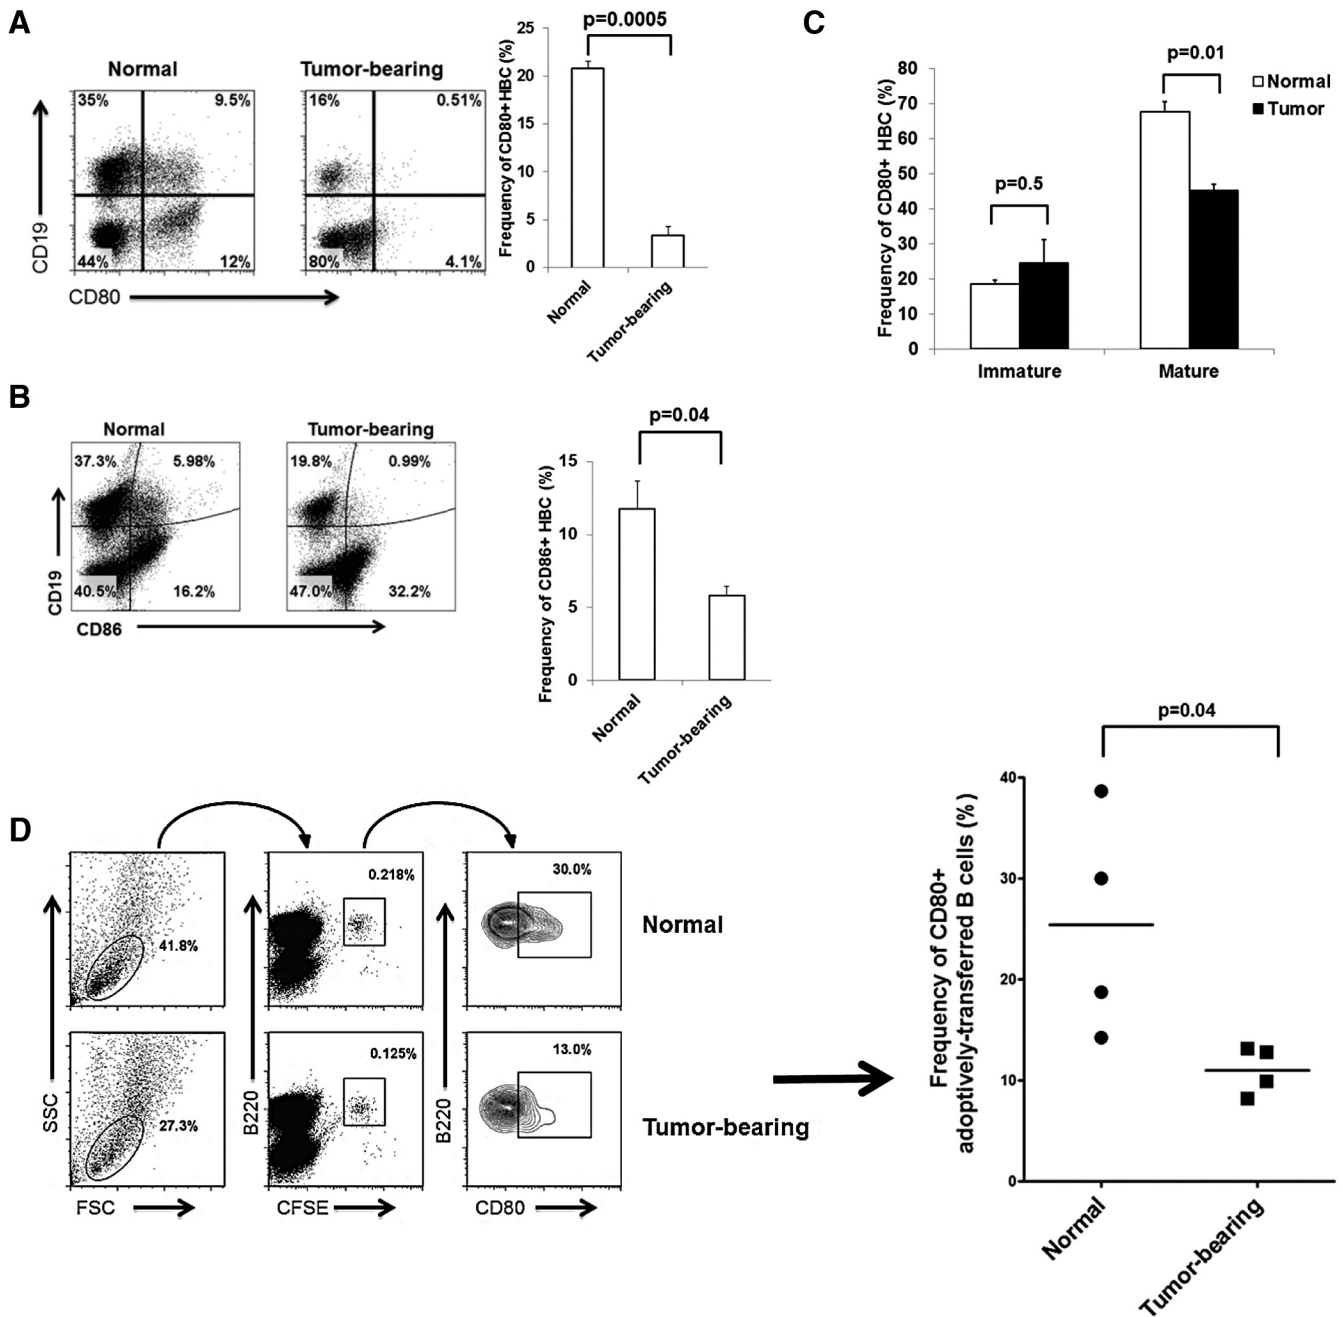 A
Normal
Tumor-bearing
35%
9.5%
16%
0.51%
44%
12%
80%
4.1%
CD19
CD80
p=0.0005
Frequency of CD80+ HBC (%)
25
20
15
10
5
0
Normal
Tumor-bearing
C
p=0.01
p=0.5
Normal
Tumor
Frequency of CD80+ HBC (%)
80
70
60
50
40
30
20
10
0
Immature
Mature
B
Normal
Tumor-bearing
37.3%
5.98%
19.8%
0.99%
40.5%
16.2%
47.0%
32.2%
CD19
CD86
p=0.04
Frequency of CD86+ HBC (%)
15
10
5
0
Normal
Tumor-bearing
D
41.8%
0.218%
30.0%
Normal
27.3%
0.125%
13.0%
Tumor-bearing
SSC
B220
B220
FSC
CFSE
CD80
p=0.04
Frequency of CD80+
adoptively-transferred B cells (%)
40
30
20
10
0
Normal
Tumor-bearing